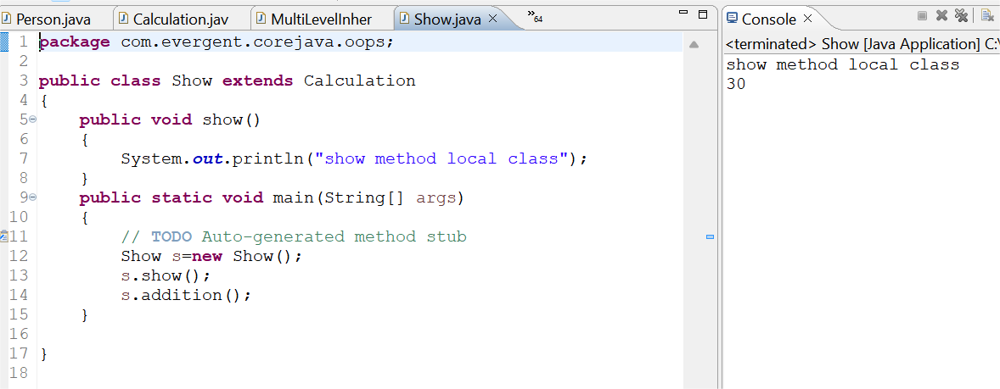 Person.java Calculation.jav MultiLevelInher Show.java »64
1 package com.evergent.corejava.oops;
2
3 public class Show extends Calculation
4 {
5 public void show()
6 {
7 System.out.println("show method local class");
8 }
9 public static void main(String[] args)
10 {
11 // TODO Auto-generated method stub
12 Show s=new Show();
13 s.show();
14 s.addition();
15 }
16
17 }
18
Console
<terminated> Show [Java Application] C:\
show method local class
30